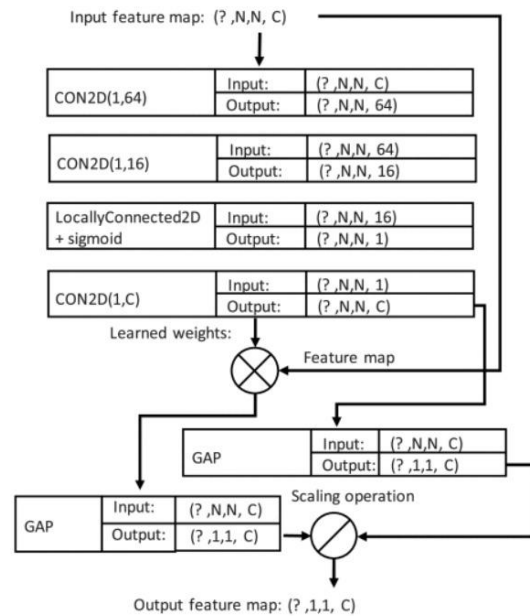 Input feature map: (? ,N,N, C)
CON2D(1,64)
Input: (? ,N,N, C)
Output: (? ,N,N, 64)
CON2D(1,16)
Input: (? ,N,N, 64)
Output: (? ,N,N, 16)
LocallyConnected2D
+ sigmoid
Input: (? ,N,N, 16)
Output: (? ,N,N, 1)
CON2D(1,C)
Input: (? ,N,N, 1)
Output: (? ,N,N, C)
Learned weights:
Feature map
GAP
Input: (? ,N,N, C)
Output: (? ,1,1, C)
Scaling operation
GAP
Input: (? ,N,N, C)
Output: (? ,1,1, C)
Output feature map: (? ,1,1, C)